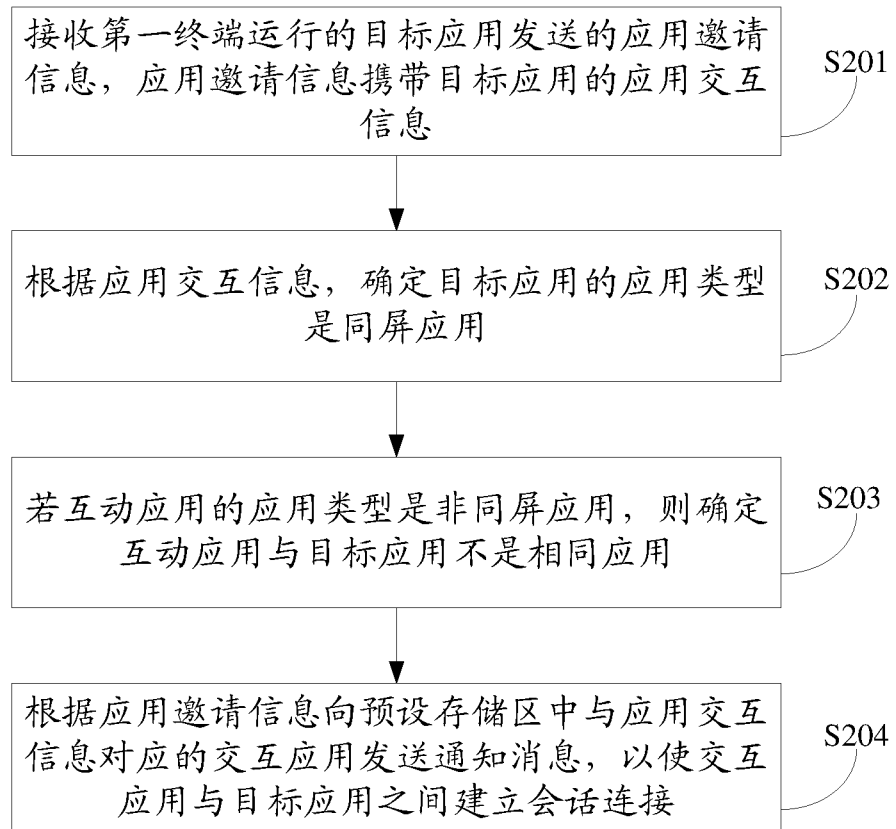 接收第一终端运行的目标应用发送的应用邀请
信息，应用邀请信息携带目标应用的应用交互
信息
S201
根据应用交互信息，确定目标应用的应用类型
是同屏应用
S202
若互动应用的应用类型是非同屏应用，则确定
互动应用与目标应用不是相同应用
S203
根据应用邀请信息向预设存储区中与应用交互
信息对应的交互应用发送通知消息，以使交互
应用与目标应用之间建立会话连接
S204